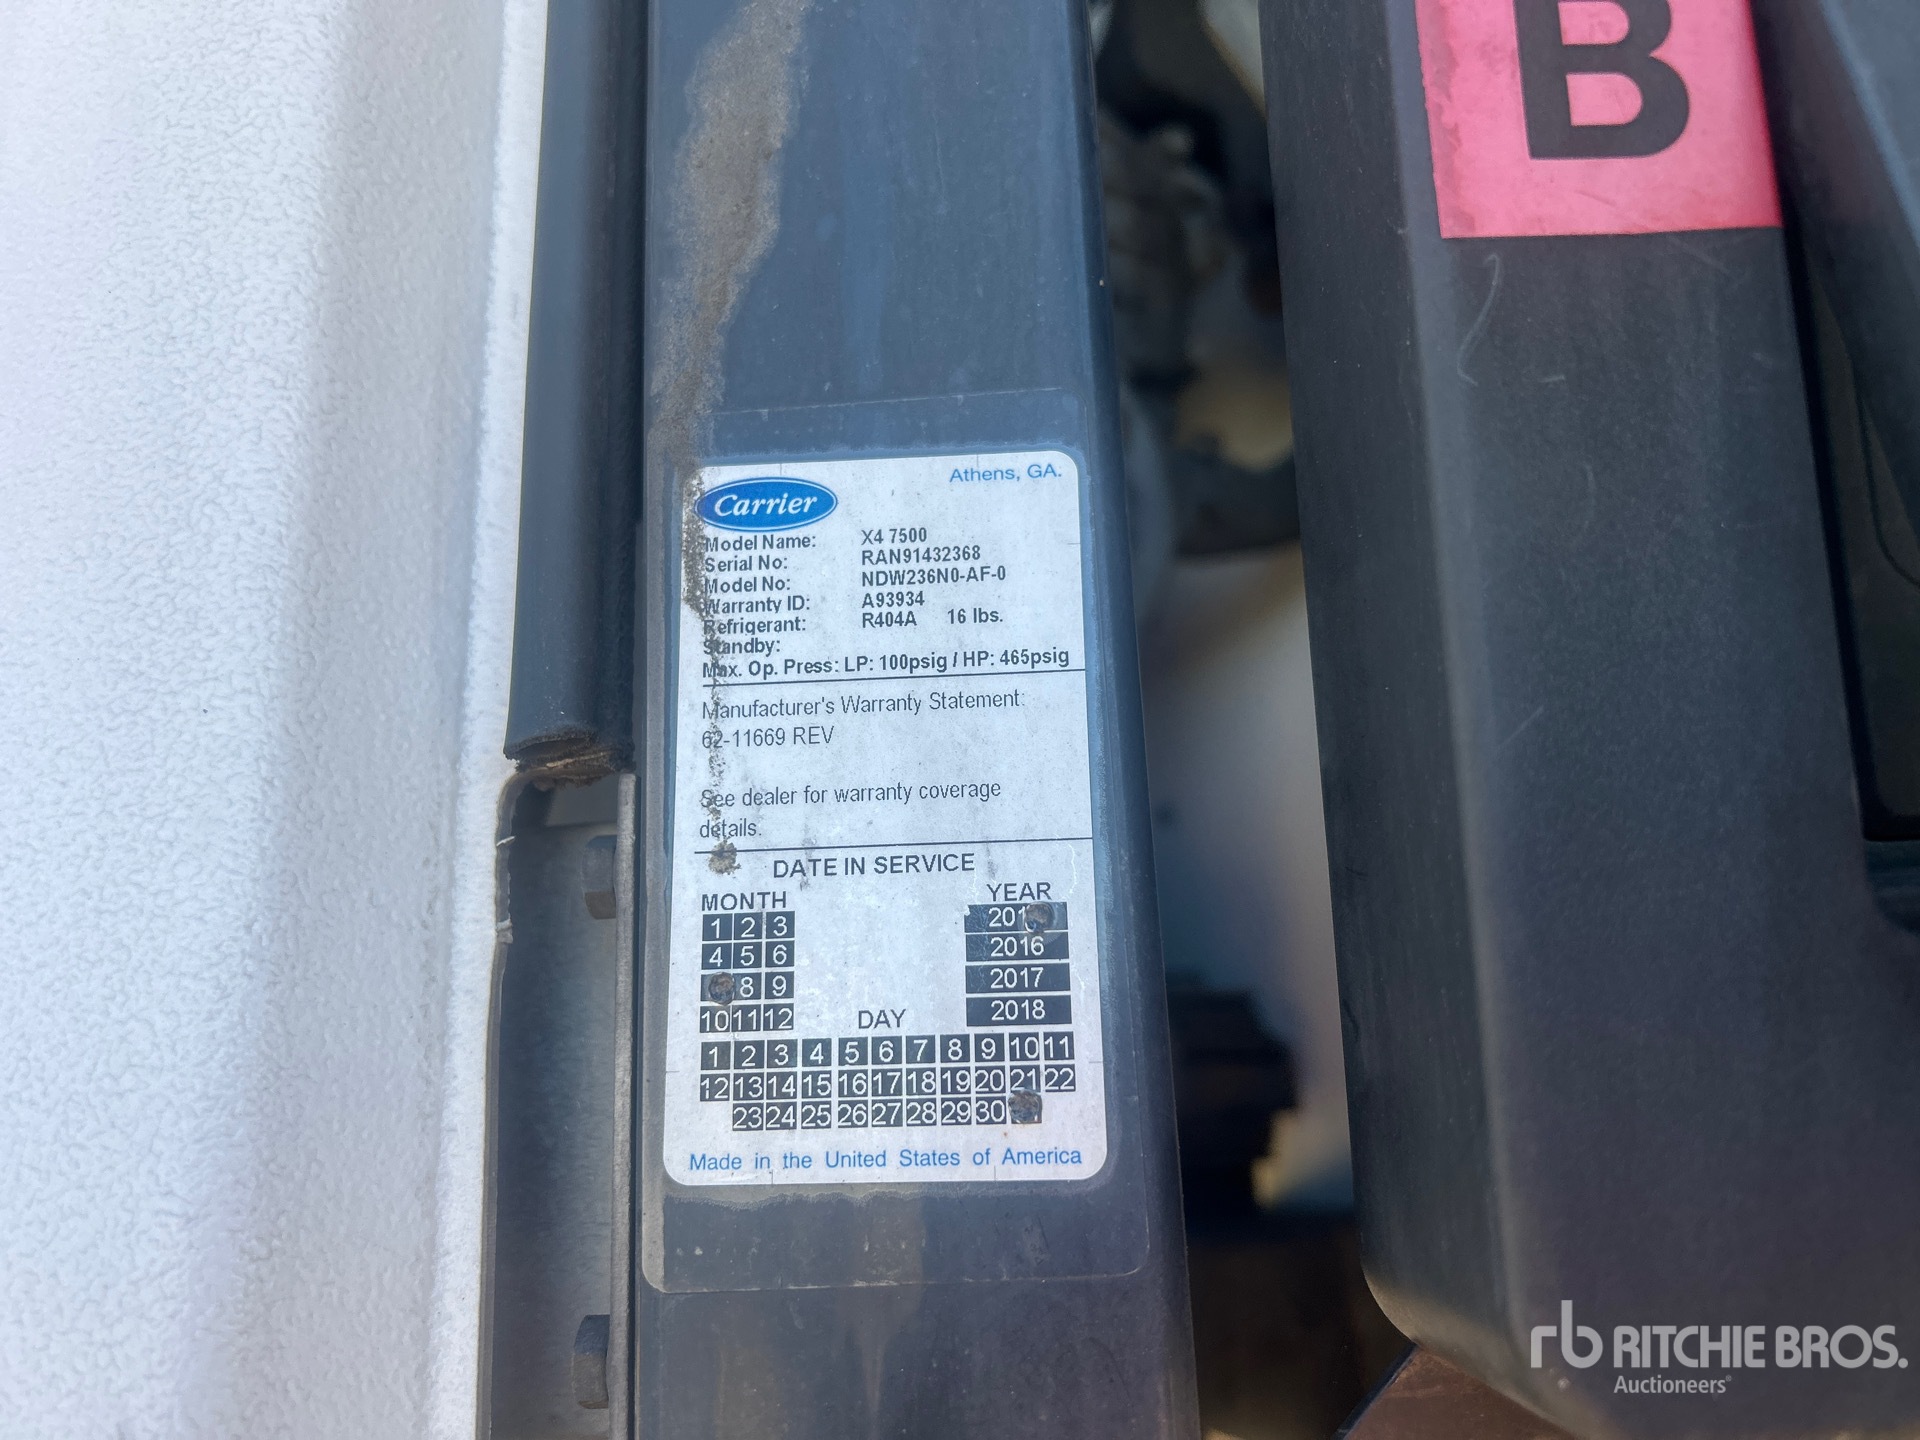 B
Athens, GA.
Carrier
Model Name: X4 7500
Serial No: RAN91432368
Model No: NDW236N0-AF-0
Warranty ID: A93934
Refrigerant: R404A 16 lbs.
Standby:
Max. Op. Press: LP: 100psig / HP: 465psig
Manufacturer's Warranty Statement:
62-11669 REV
See dealer for warranty coverage
details.
DATE IN SERVICE
MONTH YEAR
1 2 3 201
4 5 6 2016
8 9 2017
10 11 12 DAY 2018
1 2 3 4 5 6 7 8 9 10 11
12 13 14 15 16 17 18 19 20 21 22
23 24 25 26 27 28 29 30
Made in the United States of America
rb RITCHIE BROS.
Auctioneers